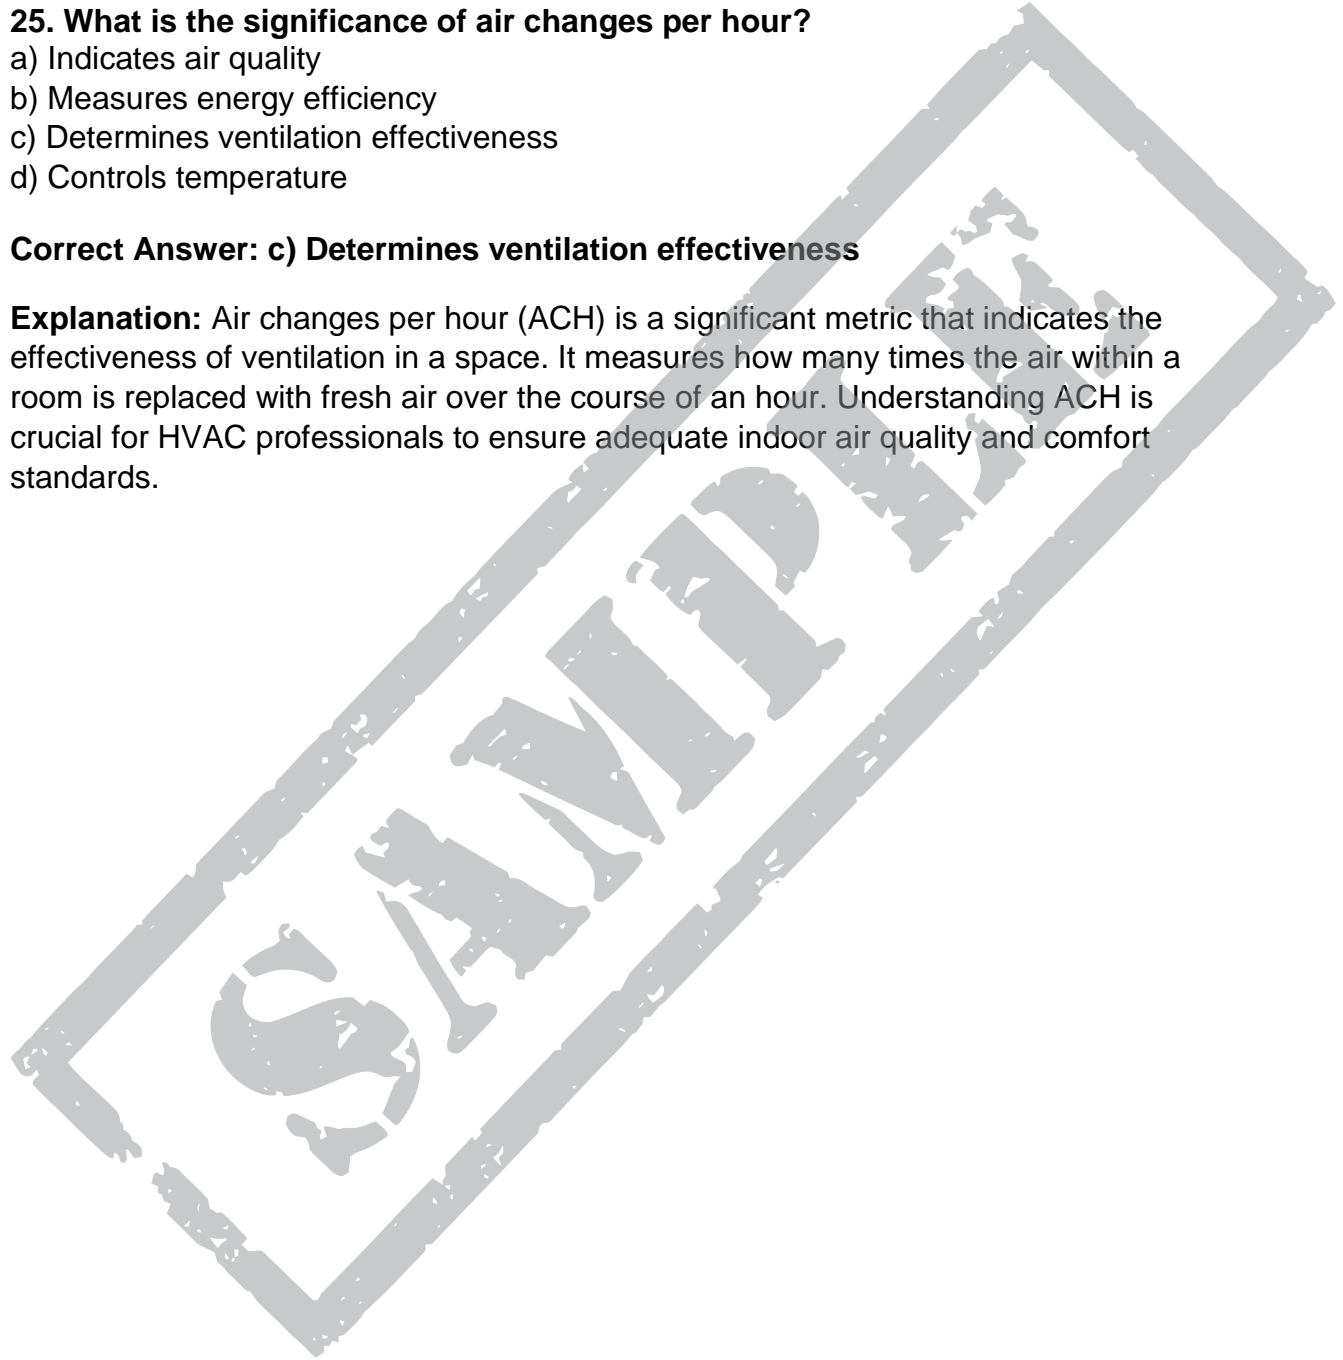 25. What is the significance of air changes per hour?
a) Indicates air quality
b) Measures energy efficiency
c) Determines ventilation effectiveness
d) Controls temperature
Correct Answer: c) Determines ventilation effectiveness
Explanation: Air changes per hour (ACH) is a significant metric that indicates the
effectiveness of ventilation in a space. It measures how many times the air within a
room is replaced with fresh air over the course of an hour. Understanding ACH is
crucial for HVAC professionals to ensure adequate indoor air quality and comfort
standards.
SAMPLE